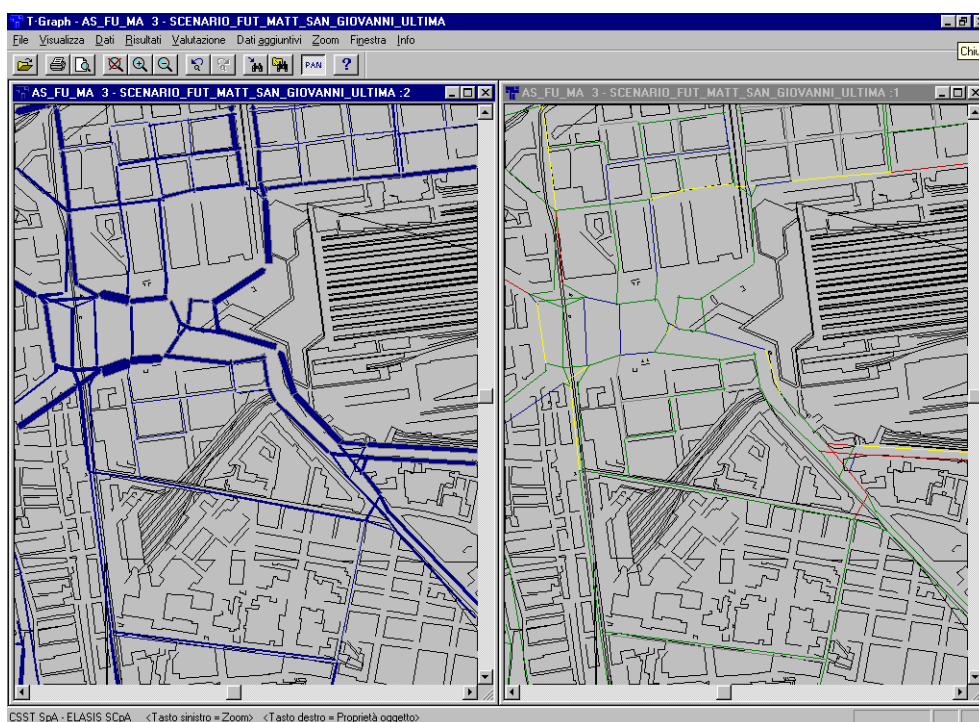 T-Graph - AS_FU_MA 3 - SCENARIO_FUT_MATT_SAN_GIOVANNI_ULTIMA
File Visualizza Dati Risultati Valutazione Dati aggiuntivi Zoom Finestra Info
Chiu
PAN ?
AS_FU_MA 3 - SCENARIO_FUT_MATT_SAN_GIOVANNI_ULTIMA :2
AS_FU_MA 3 - SCENARIO_FUT_MATT_SAN_GIOVANNI_ULTIMA :1
CSST SpA - ELASIS SCpA <Tasto sinistro = Zoom> <Tasto destro = Proprietà oggetto>